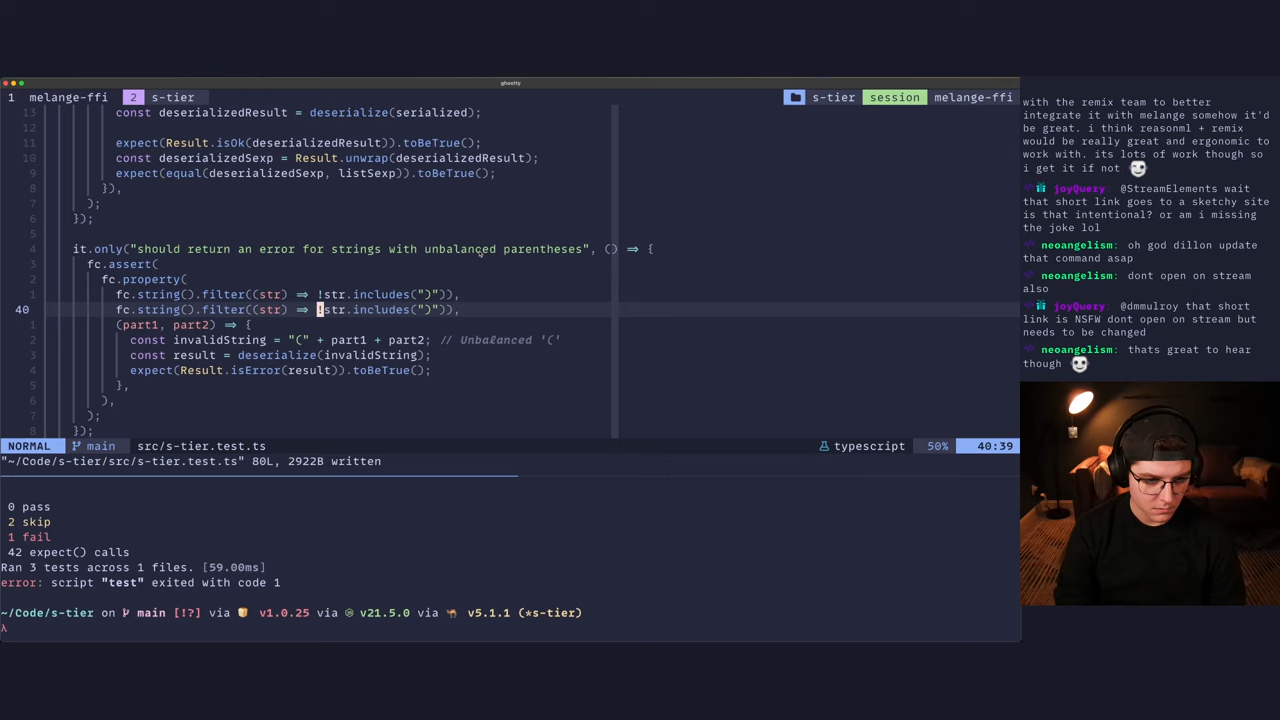 ghostty
1 melange-ffi 2 s-tier
s-tier session melange-ffi
13 const deserializedResult = deserialize(serialized);
12
11 expect(Result.isOk(deserializedResult)).toBeTrue();
10 const deserializedSexp = Result.unwrap(deserializedResult);
9 expect(equal(deserializedSexp, listSexp)).toBeTrue();
8 }),
7 );
6 });
5
4 it.only("should return an error for strings with unbalanced parentheses", () ⇒ {
3 fc.assert(
2 fc.property(
1 fc.string().filter((str) ⇒ !str.includes(")")),
40 fc.string().filter((str) ⇒ !str.includes(")")),
1 (part1, part2) ⇒ {
2 const invalidString = "(" + part1 + part2; // Unbalanced '('
3 const result = deserialize(invalidString);
4 expect(Result.isError(result)).toBeTrue();
5 },
6 ),
7 );
8 });
NORMAL main src/s-tier.test.ts typescript 50% 40:39
"~/Code/s-tier/src/s-tier.test.ts" 80L, 2922B written
0 pass
2 skip
1 fail
42 expect() calls
Ran 3 tests across 1 files. [59.00ms]
error: script "test" exited with code 1
~/Code/s-tier on main [!?] via v1.0.25 via v21.5.0 via v5.1.1 (*s-tier)
λ
with the remix team to better
integrate it with melange somehow it'd
be great. i think reasonml + remix
would be really great and ergonomic to
work with. its lots of work though so
i get it if not
joyQuery: @StreamElements wait
that short link goes to a sketchy site
is that intentional? or am i missing
the joke lol
neoangelism: oh god dillon update
that command asap
neoangelism: dont open on stream
also
joyQuery: @dmmulroy that short
link is NSFW dont open on stream but
needs to be changed
neoangelism: thats great to hear
though